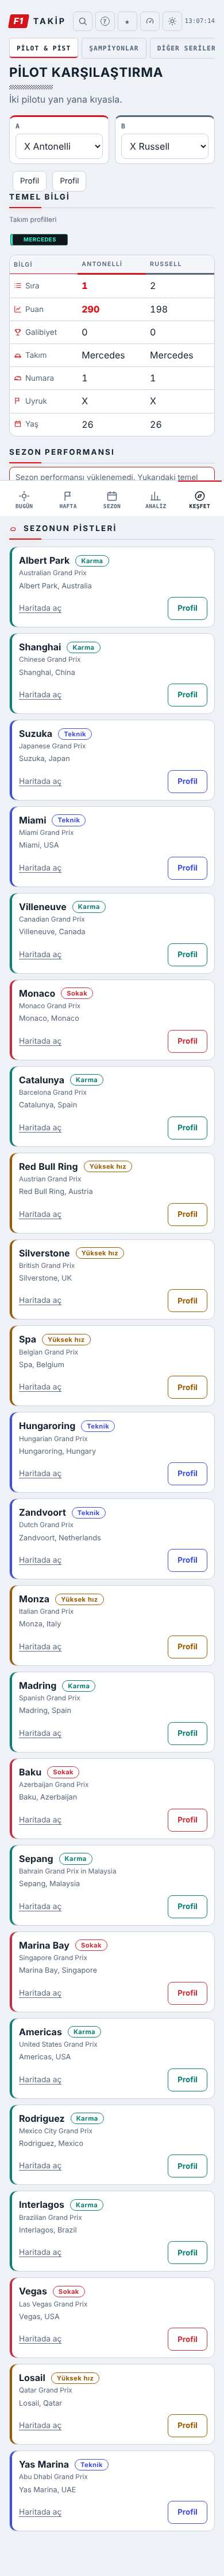 F1 TAKİP
13:07:14
PİLOT & PİST
ŞAMPİYONLAR
DİĞER SERİLER
PİLOT KARŞILAŞTIRMA
İki pilotu yan yana kıyasla.
A
X Antonelli
B
X Russell
Profil
Profil
TEMEL BİLGİ
Takım profilleri
MERCEDES
BİLGİ ANTONELLİ RUSSELL
Sıra 1 2
Puan 290 198
Galibiyet 0 0
Takım Mercedes Mercedes
Numara 1 1
Uyruk X X
Yaş 26 26
SEZON PERFORMANSI
Sezon performansı yüklenemedi. Yukarıdaki temel
BUGÜN
HAFTA
SEZON
ANALİZ
KEŞFET
SEZONUN PİSTLERİ
Albert Park Karma
Australian Grand Prix
Albert Park, Australia
Haritada aç Profil
Shanghai Karma
Chinese Grand Prix
Shanghai, China
Haritada aç Profil
Suzuka Teknik
Japanese Grand Prix
Suzuka, Japan
Haritada aç Profil
Miami Teknik
Miami Grand Prix
Miami, USA
Haritada aç Profil
Villeneuve Karma
Canadian Grand Prix
Villeneuve, Canada
Haritada aç Profil
Monaco Sokak
Monaco Grand Prix
Monaco, Monaco
Haritada aç Profil
Catalunya Karma
Barcelona Grand Prix
Catalunya, Spain
Haritada aç Profil
Red Bull Ring Yüksek hız
Austrian Grand Prix
Red Bull Ring, Austria
Haritada aç Profil
Silverstone Yüksek hız
British Grand Prix
Silverstone, UK
Haritada aç Profil
Spa Yüksek hız
Belgian Grand Prix
Spa, Belgium
Haritada aç Profil
Hungaroring Teknik
Hungarian Grand Prix
Hungaroring, Hungary
Haritada aç Profil
Zandvoort Teknik
Dutch Grand Prix
Zandvoort, Netherlands
Haritada aç Profil
Monza Yüksek hız
Italian Grand Prix
Monza, Italy
Haritada aç Profil
Madring Karma
Spanish Grand Prix
Madring, Spain
Haritada aç Profil
Baku Sokak
Azerbaijan Grand Prix
Baku, Azerbaijan
Haritada aç Profil
Sepang Karma
Bahrain Grand Prix in Malaysia
Sepang, Malaysia
Haritada aç Profil
Marina Bay Sokak
Singapore Grand Prix
Marina Bay, Singapore
Haritada aç Profil
Americas Karma
United States Grand Prix
Americas, USA
Haritada aç Profil
Rodriguez Karma
Mexico City Grand Prix
Rodriguez, Mexico
Haritada aç Profil
Interlagos Karma
Brazilian Grand Prix
Interlagos, Brazil
Haritada aç Profil
Vegas Sokak
Las Vegas Grand Prix
Vegas, USA
Haritada aç Profil
Losail Yüksek hız
Qatar Grand Prix
Losail, Qatar
Haritada aç Profil
Yas Marina Teknik
Abu Dhabi Grand Prix
Yas Marina, UAE
Haritada aç Profil